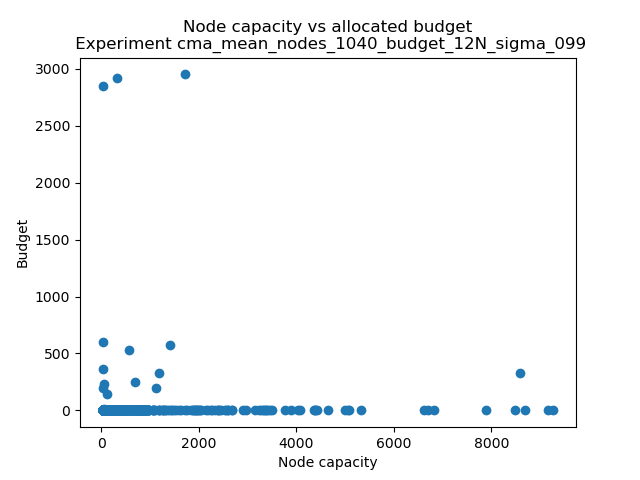 Node capacity vs allocated budget
Experiment cma_mean_nodes_1040_budget_12N_sigma_099
3000
2500
2000
1500
1000
500
0
Budget
0 2000 4000 6000 8000
Node capacity